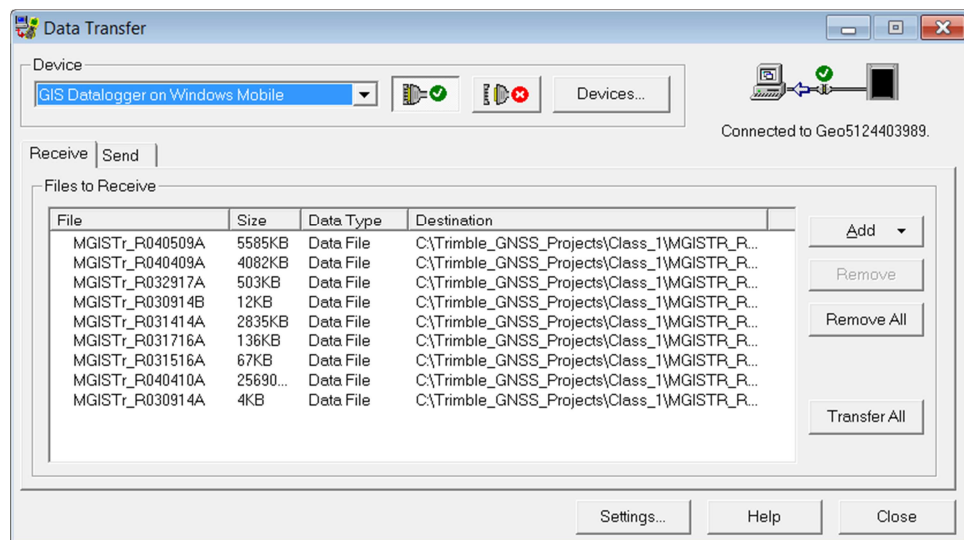 Data Transfer
Device
GIS Datalogger on Windows Mobile
Devices...
Connected to Geo5124403989.
Receive Send
Files to Receive
File Size Data Type Destination
MGISTr_R040509A 5585KB Data File C:\Trimble_GNSS_Projects\Class_1\MGISTR_R...
MGISTr_R040409A 4082KB Data File C:\Trimble_GNSS_Projects\Class_1\MGISTR_R...
MGISTr_R032917A 503KB Data File C:\Trimble_GNSS_Projects\Class_1\MGISTR_R...
MGISTr_R030914B 12KB Data File C:\Trimble_GNSS_Projects\Class_1\MGISTR_R...
MGISTr_R031414A 2835KB Data File C:\Trimble_GNSS_Projects\Class_1\MGISTR_R...
MGISTr_R031716A 136KB Data File C:\Trimble_GNSS_Projects\Class_1\MGISTR_R...
MGISTr_R031516A 67KB Data File C:\Trimble_GNSS_Projects\Class_1\MGISTR_R...
MGISTr_R040410A 25690... Data File C:\Trimble_GNSS_Projects\Class_1\MGISTR_R...
MGISTr_R030914A 4KB Data File C:\Trimble_GNSS_Projects\Class_1\MGISTR_R...
Add
Remove
Remove All
Transfer All
Settings... Help Close